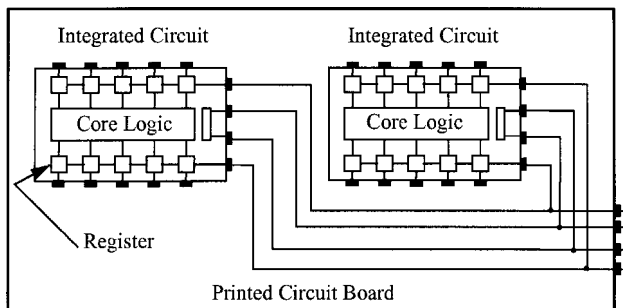 Integrated Circuit
Integrated Circuit
Core Logic
Core Logic
Register
Printed Circuit Board